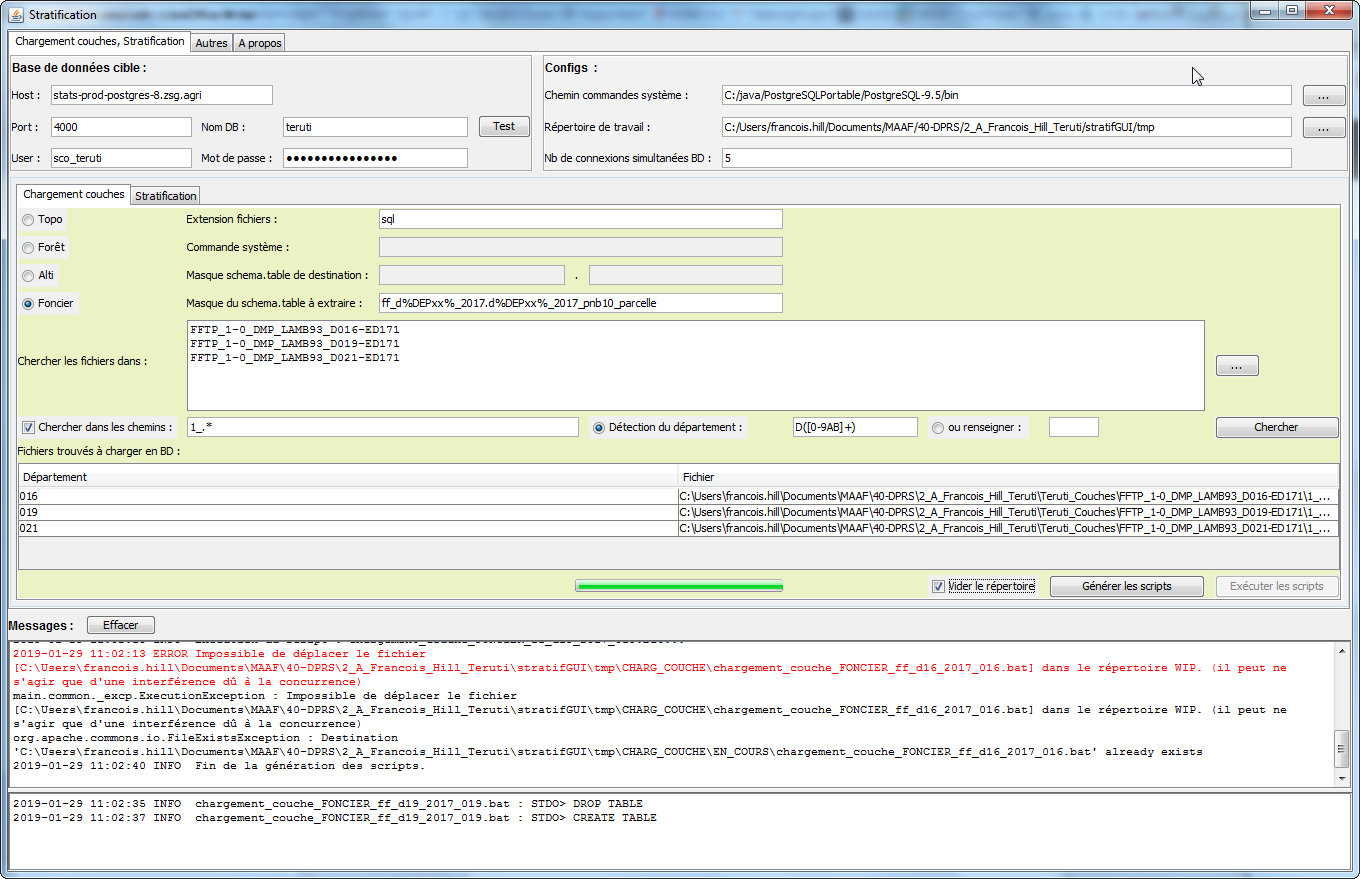 Stratification
Chargement couches, Stratification Autres A propos
Base de données cible :
Host : stats-prod-postgres-8.zsg.agri
Port : 4000 Nom DB : teruti Test
User : sco_teruti Mot de passe : ●●●●●●●●●●●●●●●●
Configs :
Chemin commandes système : C:/java/PostgreSQLPortable/PostgreSQL-9.5/bin ...
Répertoire de travail : C:/Users/francois.hill/Documents/MAAF/40-DPRS/2_A_Francois_Hill_Teruti/stratifGUI/tmp ...
Nb de connexions simultanées BD : 5
Chargement couches Stratification
Topo Extension fichiers : sql
Forêt Commande système :
Alti Masque schema.table de destination : .
Foncier Masque du schema.table à extraire : ff_d%DEPxx%_2017.d%DEPxx%_2017_pnb10_parcelle
Chercher les fichiers dans : ...
FFTP_1-0_DMP_LAMB93_D016-ED171
FFTP_1-0_DMP_LAMB93_D019-ED171
FFTP_1-0_DMP_LAMB93_D021-ED171
Chercher dans les chemins : 1_.* Détection du département : D([0-9AB]+) ou renseigner : Chercher
Fichiers trouvés à charger en BD :
Département Fichier
016 C:\Users\francois.hill\Documents\MAAF\40-DPRS\2_A_Francois_Hill_Teruti\Teruti_Couches\FFTP_1-0_DMP_LAMB93_D016-ED171\1_...
019 C:\Users\francois.hill\Documents\MAAF\40-DPRS\2_A_Francois_Hill_Teruti\Teruti_Couches\FFTP_1-0_DMP_LAMB93_D019-ED171\1_...
021 C:\Users\francois.hill\Documents\MAAF\40-DPRS\2_A_Francois_Hill_Teruti\Teruti_Couches\FFTP_1-0_DMP_LAMB93_D021-ED171\1_...
Vider le répertoire Générer les scripts Exécuter les scripts
Messages : Effacer
2019-01-29 11:02:13 ERROR Impossible de déplacer le fichier
[C:\Users\francois.hill\Documents\MAAF\40-DPRS\2_A_Francois_Hill_Teruti\stratifGUI\tmp\CHARG_COUCHE\chargement_couche_FONCIER_ff_d16_2017_016.bat] dans le répertoire WIP. (il peut ne
s'agir que d'une interférence dû à la concurrence)
main.common._excp.ExecutionException : Impossible de déplacer le fichier
[C:\Users\francois.hill\Documents\MAAF\40-DPRS\2_A_Francois_Hill_Teruti\stratifGUI\tmp\CHARG_COUCHE\chargement_couche_FONCIER_ff_d16_2017_016.bat] dans le répertoire WIP. (il peut ne
s'agir que d'une interférence dû à la concurrence)
org.apache.commons.io.FileExistsException : Destination
'C:\Users\francois.hill\Documents\MAAF\40-DPRS\2_A_Francois_Hill_Teruti\stratifGUI\tmp\CHARG_COUCHE\EN_COURS\chargement_couche_FONCIER_ff_d16_2017_016.bat' already exists
2019-01-29 11:02:40 INFO Fin de la génération des scripts.
2019-01-29 11:02:35 INFO chargement_couche_FONCIER_ff_d19_2017_019.bat : STDO> DROP TABLE
2019-01-29 11:02:37 INFO chargement_couche_FONCIER_ff_d19_2017_019.bat : STDO> CREATE TABLE